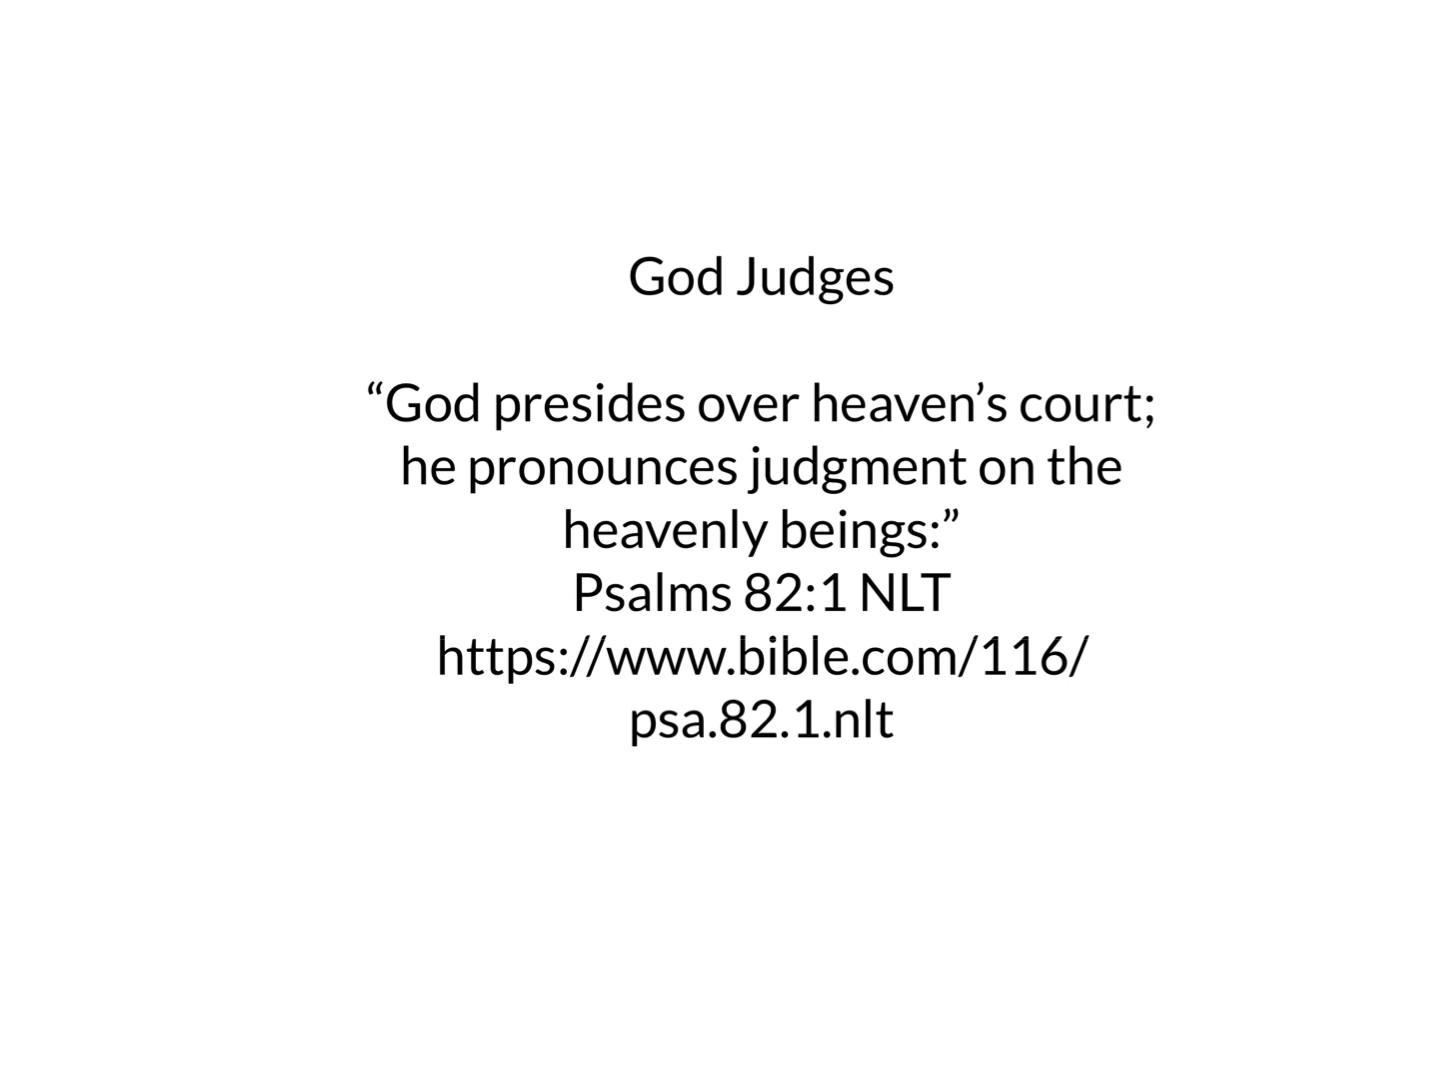 God Judges
“God presides over heaven’s court;
he pronounces judgment on the
heavenly beings:”
Psalms 82:1 NLT
https://www.bible.com/116/
psa.82.1.nlt